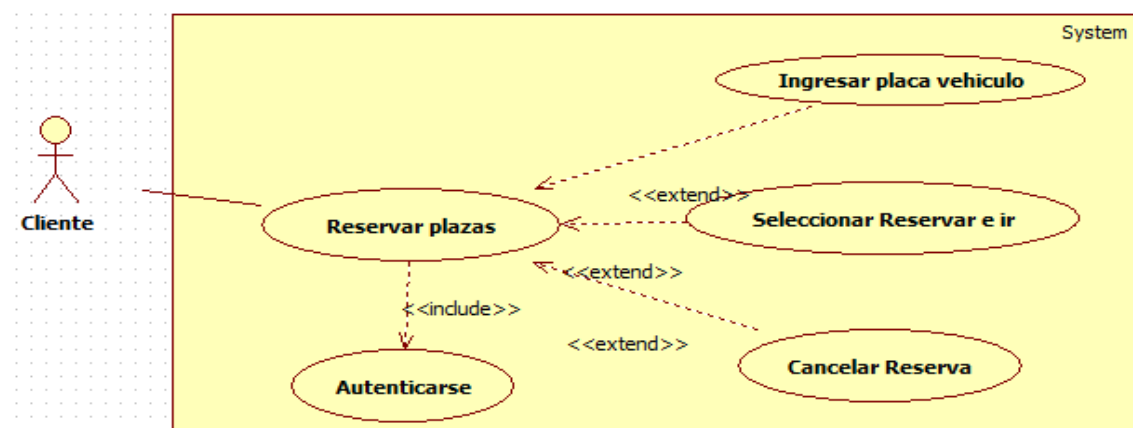 System
Ingresar placa vehiculo
<<extend>>
Cliente
Reservar plazas
Seleccionar Reservar e ir
<<extend>>
<<include>>
<<extend>>
Cancelar Reserva
Autenticarse